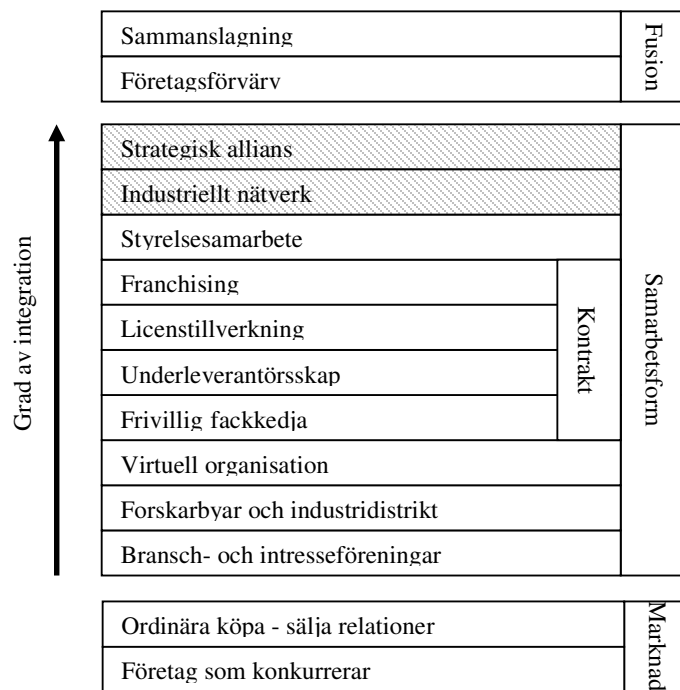 Sammanslagning
Företagsförvärv
Fusion
Grad av integration
Strategisk allians
Industriellt nätverk
Styrelsesamarbete
Franchising
Licenstillverkning
Underleverantörsskap
Frivillig fackkedja
Kontrakt
Virtuell organisation
Forskarbyar och industridistrikt
Bransch- och intresseföreningar
Samarbetsform
Ordinära köpa - sälja relationer
Företag som konkurrerar
Marknad